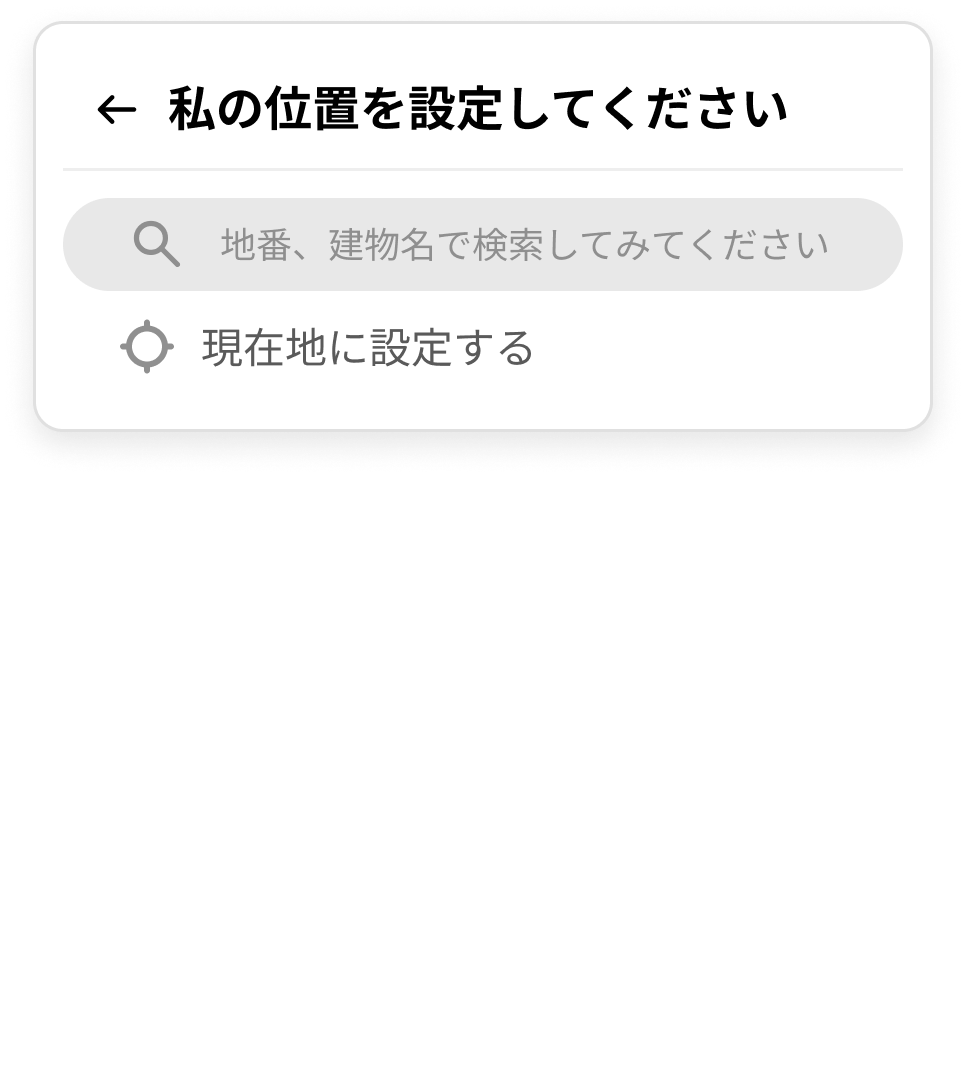 私の位置を設定してください
地番、建物名で検索してみてください
現在地に設定する